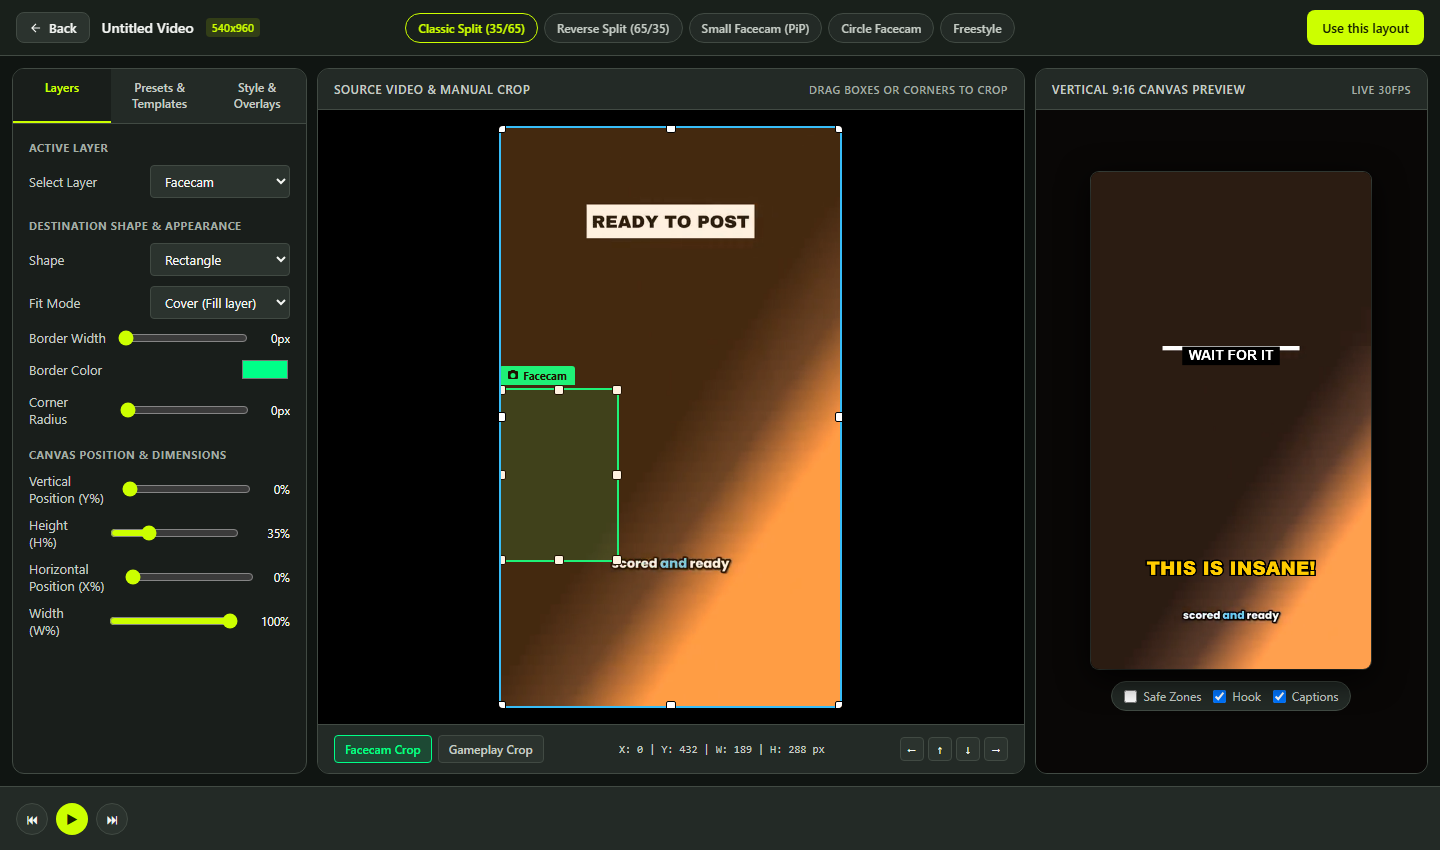 Back
Untitled Video
540x960
Classic Split (35/65)
Reverse Split (65/35)
Small Facecam (PiP)
Circle Facecam
Freestyle
Use this layout
Layers
Presets &
Templates
Style &
Overlays
ACTIVE LAYER
Select Layer
Facecam
DESTINATION SHAPE & APPEARANCE
Shape
Rectangle
Fit Mode
Cover (Fill layer)
Border Width
0px
Border Color
Corner
Radius
0px
CANVAS POSITION & DIMENSIONS
Vertical
Position (Y%)
0%
Height
(H%)
35%
Horizontal
Position (X%)
0%
Width
(W%)
100%
SOURCE VIDEO & MANUAL CROP
DRAG BOXES OR CORNERS TO CROP
READY TO POST
Facecam
scored and ready
Facecam Crop
Gameplay Crop
X: 0 | Y: 432 | W: 189 | H: 288 px
VERTICAL 9:16 CANVAS PREVIEW
LIVE 30FPS
WAIT FOR IT
THIS IS INSANE!
scored and ready
Safe Zones
Hook
Captions